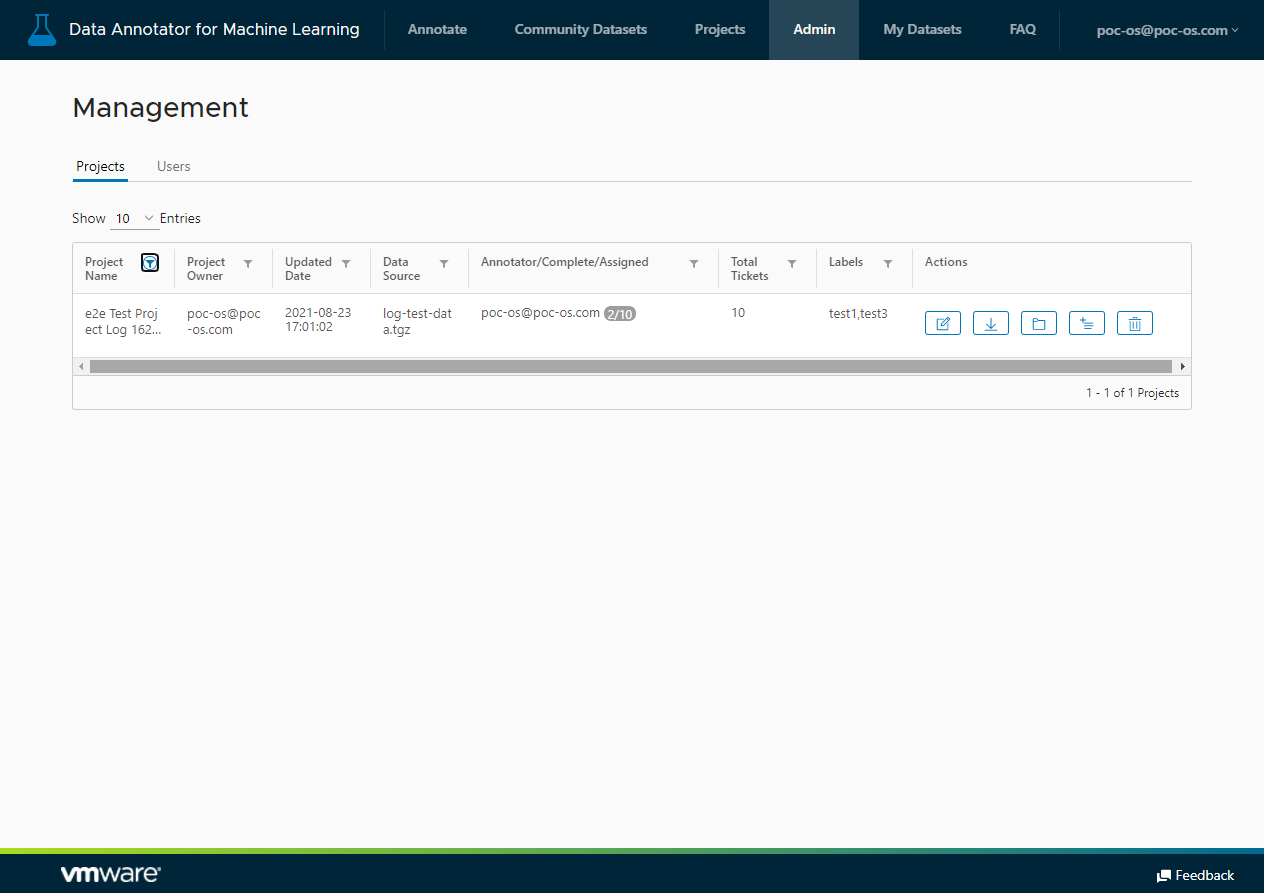 Data Annotator for Machine Learning
Annotate
Community Datasets
Projects
Admin
My Datasets
FAQ
poc-os@poc-os.com
Management
Projects
Users
Show 10 Entries
Project
Name
Project
Owner
Updated
Date
Data
Source
Annotator/Complete/Assigned
Total
Tickets
Labels
Actions
e2e Test Proj
ect Log 162...
poc-os@poc
-os.com
2021-08-23
17:01:02
log-test-dat
a.tgz
poc-os@poc-os.com 2/10
10
test1,test3
1 - 1 of 1 Projects
vmware®
Feedback